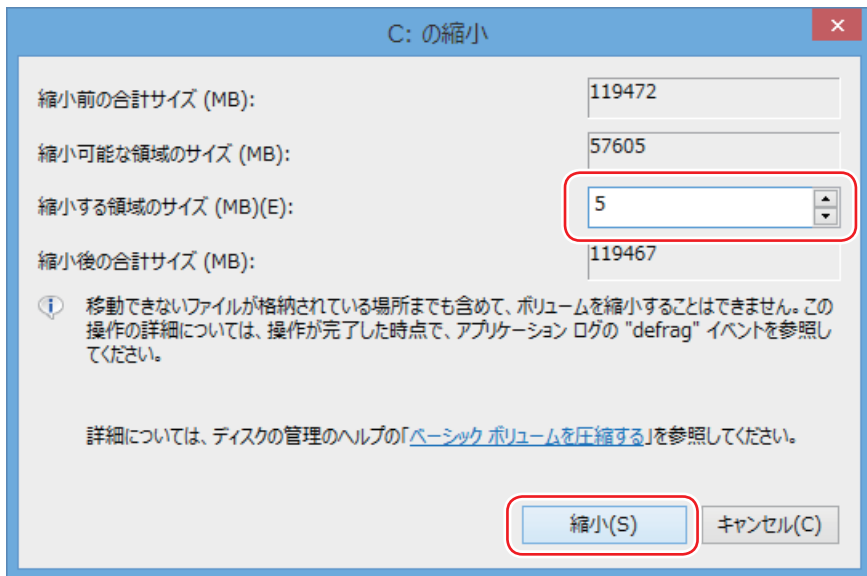 C: の縮小
縮小前の合計サイズ (MB):
119472
縮小可能な領域のサイズ (MB):
57605
縮小する領域のサイズ (MB)(E):
5
縮小後の合計サイズ (MB):
119467
移動できないファイルが格納されている場所までも含めて、ボリュームを縮小することはできません。この
操作の詳細については、操作が完了した時点で、アプリケーション ログの "defrag" イベントを参照し
てください。
詳細については、ディスクの管理のヘルプの「ベーシック ボリュームを圧縮する」を参照してください。
縮小(S)
キャンセル(C)